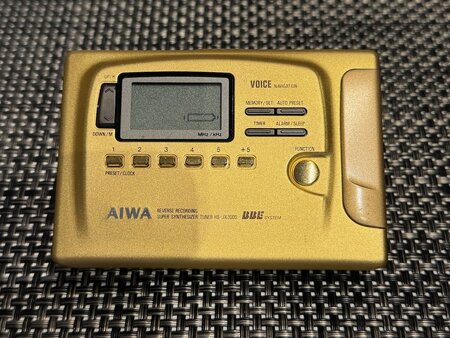 UP/H
VOICE NAVIGATION
MEMORY/SET AUTO PRESET
DOWN/M
MHz / kHz
TIMER ALARM/SLEEP
1 2 3 4 5 +5
FUNCTION
PRESET/CLOCK
AIWA
REVERSE RECORDING
SUPER SYNTHESIZER TUNER HS-JX2000
BBE SYSTEM